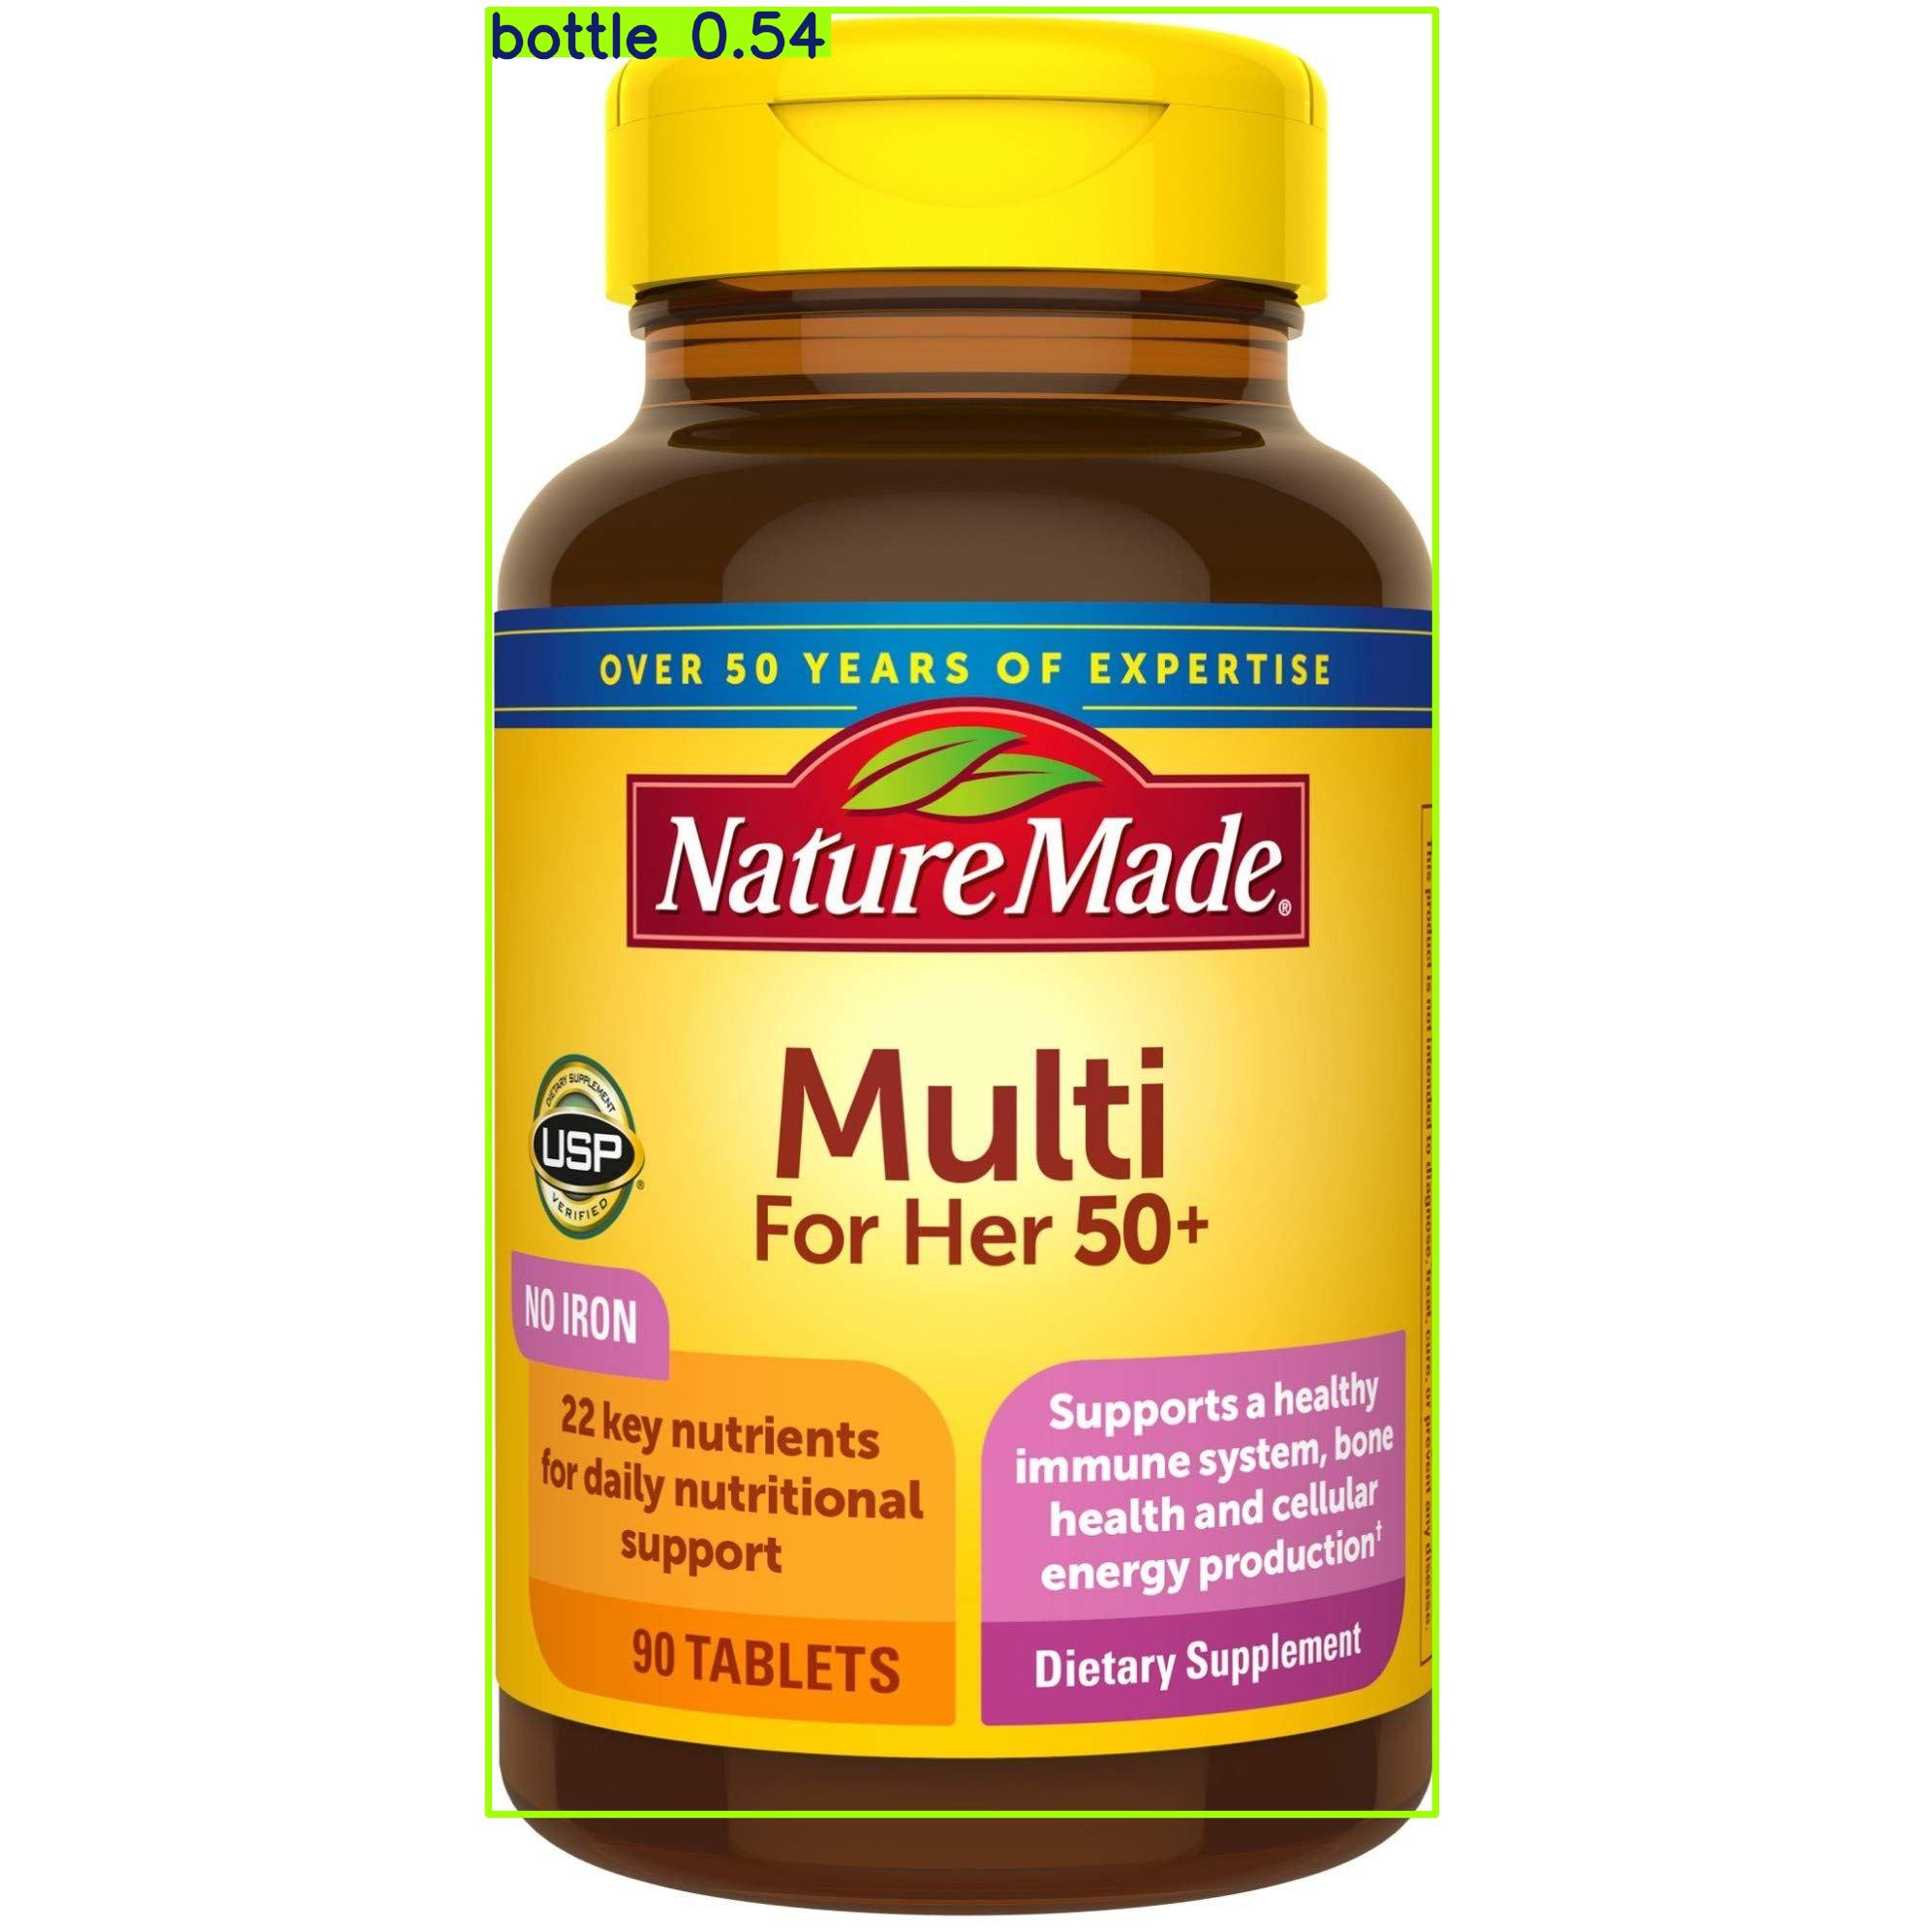 bottle 0.54
OVER 50 YEARS OF EXPERTISE
Nature Made®
Multi
For Her 50+
DIETARY SUPPLEMENT
USP®
VERIFIED
NO IRON
22 key nutrients
for daily nutritional
support
90 TABLETS
Supports a healthy
immune system, bone
health and cellular
energy production†
Dietary Supplement
This product is not intended to diagnose, treat, cure, or prevent any disease.